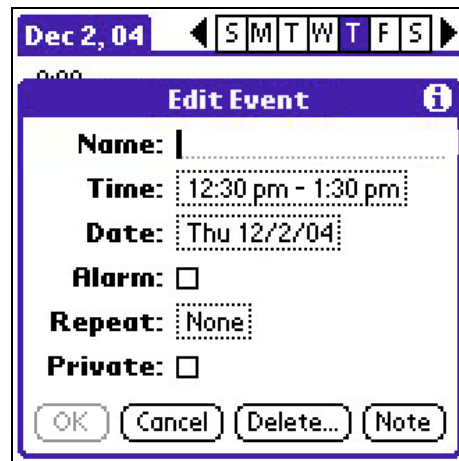 Dec 2, 04 S M T W T F S
Edit Event
Name:
Time: 12:30 pm - 1:30 pm
Date: Thu 12/2/04
Alarm:
Repeat: None
Private:
OK Cancel Delete... Note